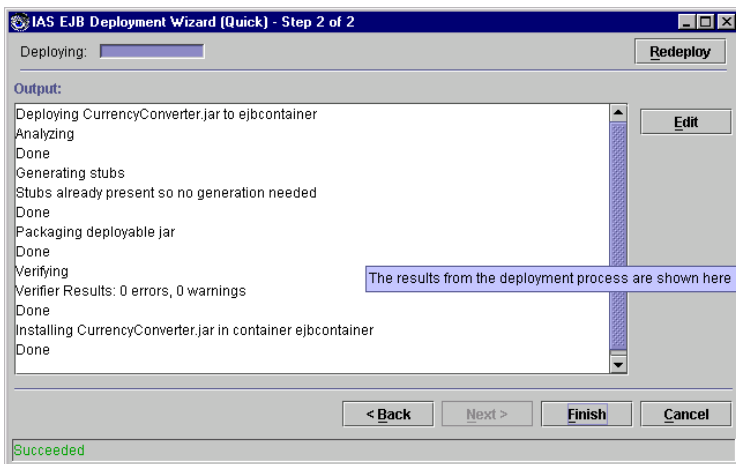 IAS EJB Deployment Wizard (Quick) - Step 2 of 2
Deploying:
Redeploy
Output:
Deploying CurrencyConverter.jar to ejbcontainer
Edit
Analyzing
Done
Generating stubs
Stubs already present so no generation needed
Done
Packaging deployable jar
Done
Verifying
The results from the deployment process are shown here
Verifier Results: 0 errors, 0 warnings
Done
Installing CurrencyConverter.jar in container ejbcontainer
Done
< Back Next > Finish Cancel
Succeeded